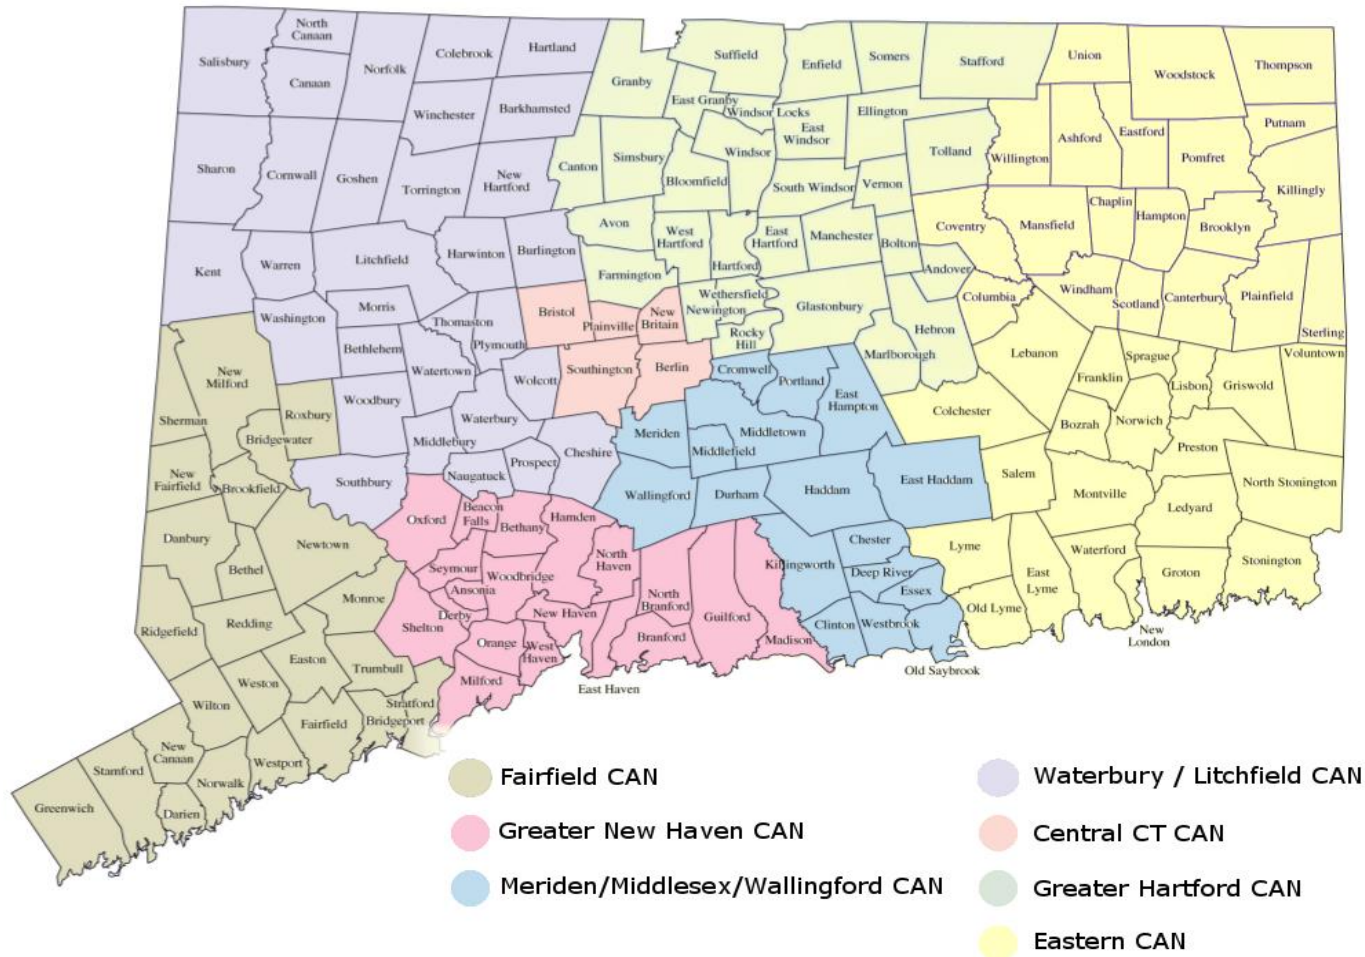 North
Canaan
Hartland
Colebrook
Suffield
Somers
Union
Salisbury
Norfolk
Enfield
Stafford
Thompson
Canaan
Granby
Woodstock
East Granby
Barkhamsted
Windsor Locks
Ellington
Winchester
Putnam
East
Windsor
Eastford
Ashford
Tolland
Windsor
Simsbury
Willington
Pomfret
Sharon
Cornwall
Goshen
Canton
New
Hartford
Torrington
Bloomfield
South Windsor
Vernon
Killingly
Chaplin
Hampton
Avon
West
Hartford
East
Hartford
Manchester
Bolton
Coventry
Mansfield
Brooklyn
Burlington
Harwinton
Litchfield
Warren
Kent
Hartford
Farmington
Andover
Windham
Scotland
Canterbury
Plainfield
Wethersfield
Columbia
Morris
Washington
Bristol
Newington
Glastonbury
New
Britain
Plainville
Thomaston
Sterling
Hebron
Rocky
Hill
Plymouth
Bethlehem
Marlborough
Lebanon
Sprague
Voluntown
New
Milford
Watertown
Wolcott
Southington
Berlin
Cromwell
Portland
Franklin
Lisbon
Griswold
Woodbury
East
Hampton
Roxbury
Sherman
Waterbury
Colchester
Bozrah
Norwich
Bridgewater
Middlebury
Meriden
Middletown
Middlefield
Preston
Cheshire
Prospect
Naugatuck
New
Fairfield
Brookfield
Southbury
Wallingford
Durham
Haddam
East Haddam
Salem
Montville
North Stonington
Beacon
Falls
Oxford
Bethany
Hamden
Ledyard
Danbury
Newtown
Chester
Lyme
Waterford
North
Haven
Stonington
Bethel
Seymour
Woodbridge
Killingworth
Deep River
Groton
Ansonia
Essex
East
Lyme
Monroe
North
Branford
Old Lyme
Derby
New Haven
Guilford
Redding
Ridgefield
Shelton
Clinton
Westbrook
New
London
Orange
West
Haven
Branford
Madison
Easton
Trumbull
Old Saybrook
Weston
Milford
East Haven
Wilton
Stratford
Fairfield
Bridgeport
New
Canaan
Westport
Stamford
Norwalk
Greenwich
Darien
Fairfield CAN
Waterbury / Litchfield CAN
Greater New Haven CAN
Central CT CAN
Meriden/Middlesex/Wallingford CAN
Greater Hartford CAN
Eastern CAN